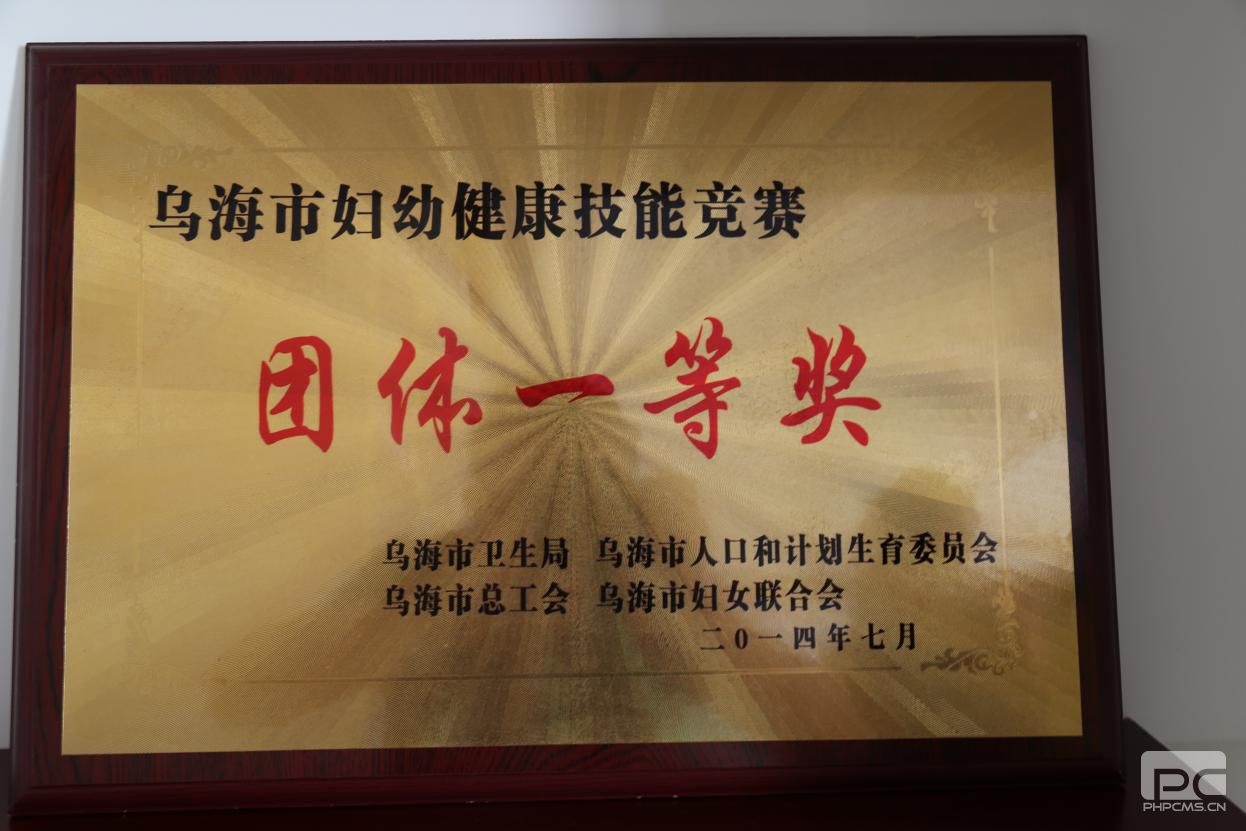 乌海市妇幼健康技能竞赛
团体一等奖
乌海市卫生局 乌海市人口和计划生育委员会
乌海市总工会 乌海市妇女联合会
二0一四年七月
PC
PHPCMS.CN